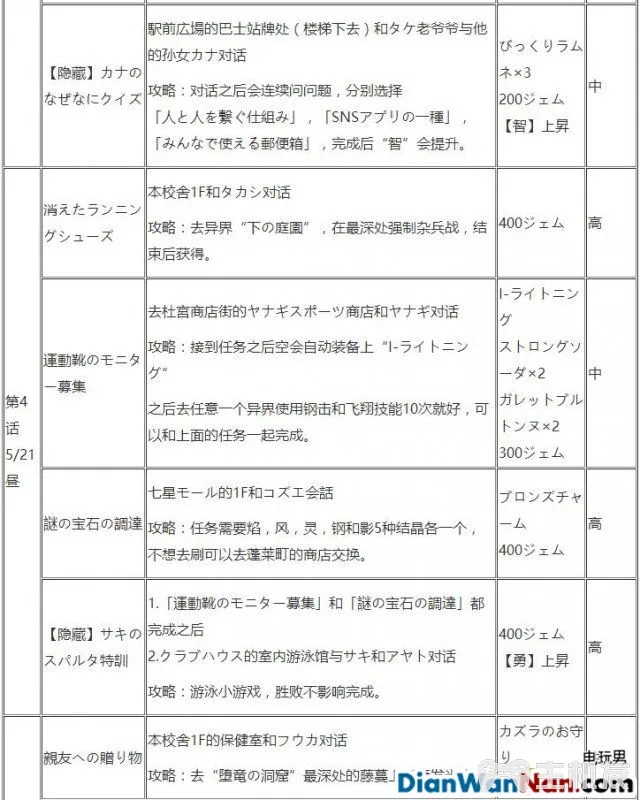 【隐藏】カナの
なぜなにクイズ
駅前広場的巴士站牌处（楼梯下去）和タケ老爷爷与他
的孙女カナ对话
攻略：对话之后会连续问问题，分别选择
「人と人を繋ぐ仕組み」，「SNSアプリの一種」，
「みんなで使える郵便箱」，完成后“智”会提升。
びっくりラム
ネ×3
200ジェム
【智】上昇
中
第4
话
5/21
昼
消えたランニン
グシューズ
本校舎1F和タカシ对话
攻略：去异界“下の庭園”，在最深处强制杂兵战，结
束后获得。
400ジェム
高
運動靴のモニタ
ー募集
去杜宫商店街的ヤナギスポーツ商店和ヤナギ对话
攻略：接到任务之后空会自动装备上“I-ライトニン
グ”
之后去任意一个异界使用钢击和飞翔技能10次就好，可
以和上面的任务一起完成。
I-ライトニン
グ
ストロングソ
ーダ×2
ガレットブル
トンヌ×2
300ジェム
中
謎の宝石の調達
七星モール的1F和コズエ会話
攻略：任务需要焰，风，灵，钢和影5种结晶各一个，
不想去刷可以去蓬莱町的商店交换。
ブロンズチャ
ーム
400ジェム
高
【隐藏】サキの
スパルタ特訓
1.「運動靴のモニター募集」和「謎の宝石の調達」都
完成之后
2.クラブハウス的室内游泳馆与サキ和アヤト对话
攻略：游泳小游戏，胜败不影响完成。
400ジェム
【勇】上昇
高
親友への贈り物
本校舎1F的保健室和フウカ对话
攻略：去“堕竜の洞窟”最深处的藤蔓
カズラのお守
り
电玩男
DianWanNan.com